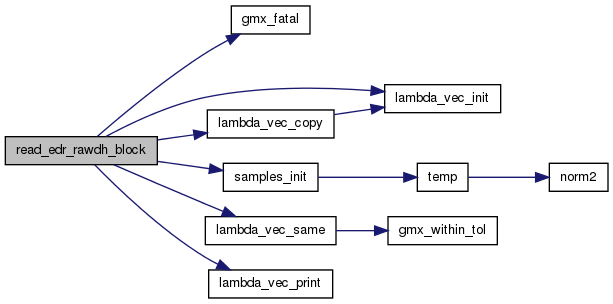 gmx_fatal
lambda_vec_init
lambda_vec_copy
read_edr_rawdh_block
samples_init
temp
norm2
lambda_vec_same
gmx_within_tol
lambda_vec_print